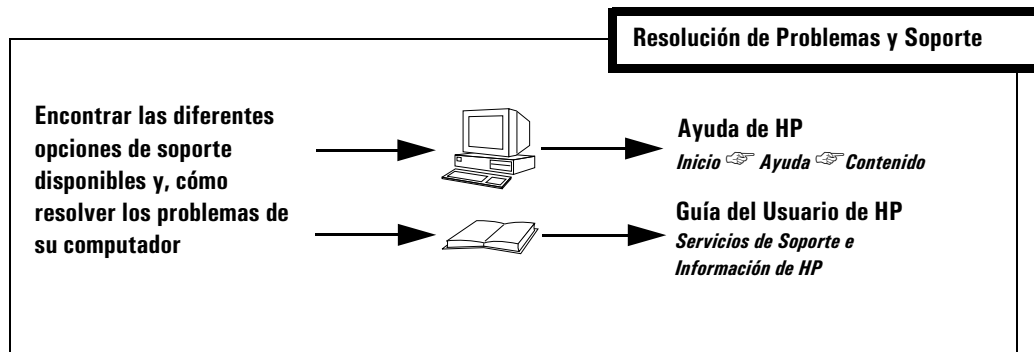 Resolución de Problemas y Soporte
Encontrar las diferentes
opciones de soporte
disponibles y, cómo
resolver los problemas de
su computador
Ayuda de HP
Inicio ☞ Ayuda ☞ Contenido
Guía del Usuario de HP
Servicios de Soporte e
Información de HP